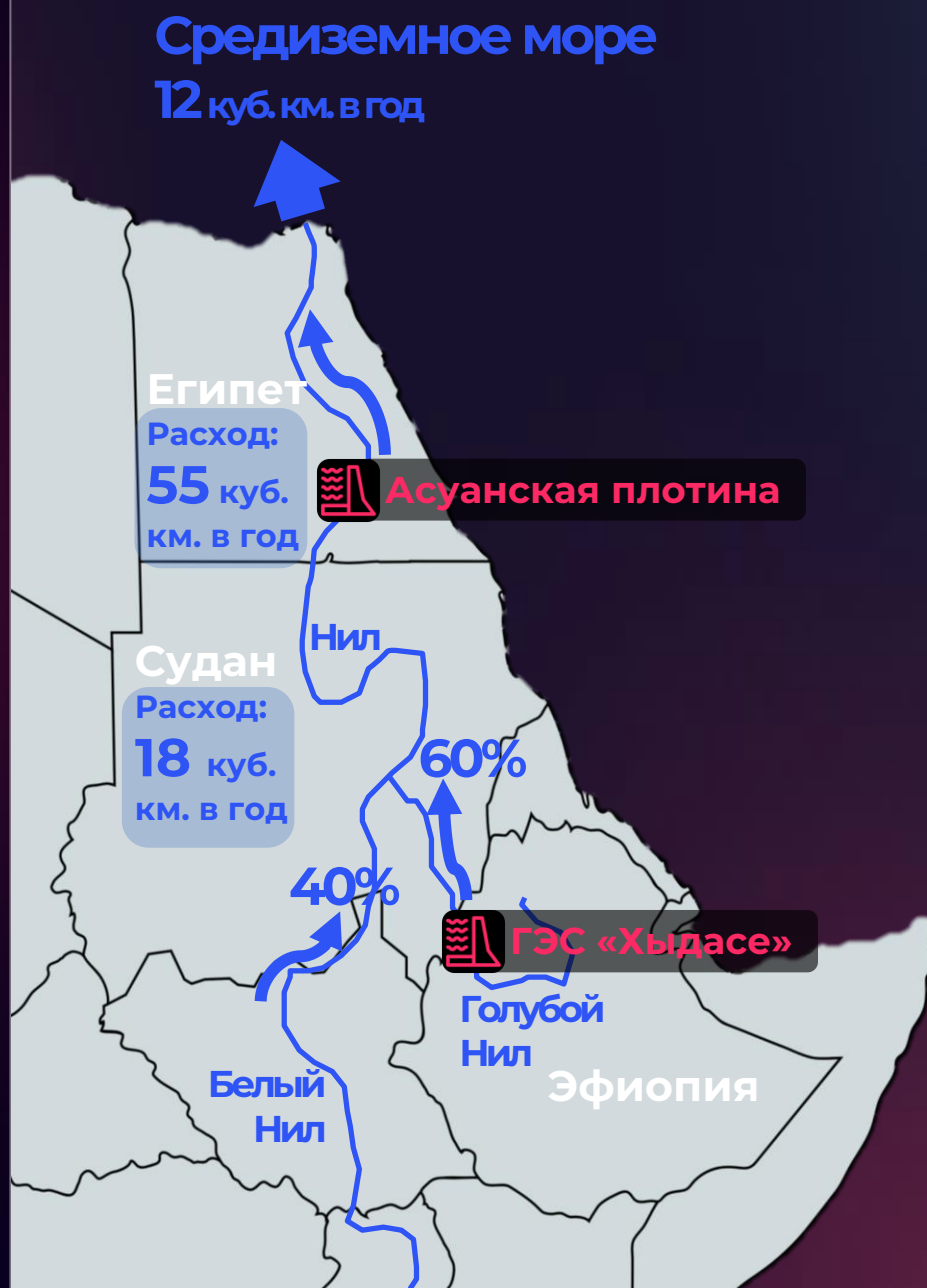 Средиземное море
12 куб. км. в год
Египет
Расход:
55 куб.
км. в год
Асуанская плотина
Нил
Судан
Расход:
18 куб.
км. в год
60%
40%
ГЭС «Хыдасе»
Голубой
Нил
Эфиопия
Белый
Нил